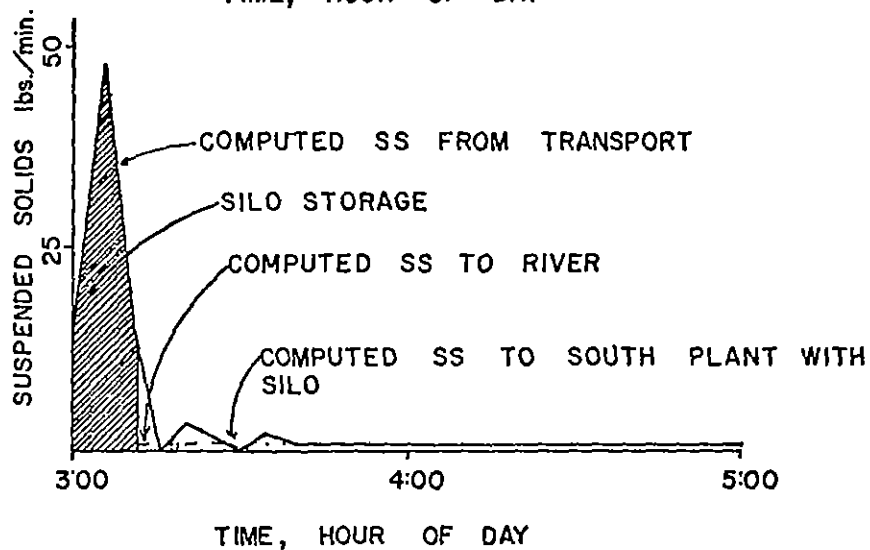 TIME, HOUR OF DAY
SUSPENDED SOLIDS lbs./min.
50
25
COMPUTED SS FROM TRANSPORT
SILO STORAGE
COMPUTED SS TO RIVER
COMPUTED SS TO SOUTH PLANT WITH
SILO
3:00 4:00 5:00
TIME, HOUR OF DAY